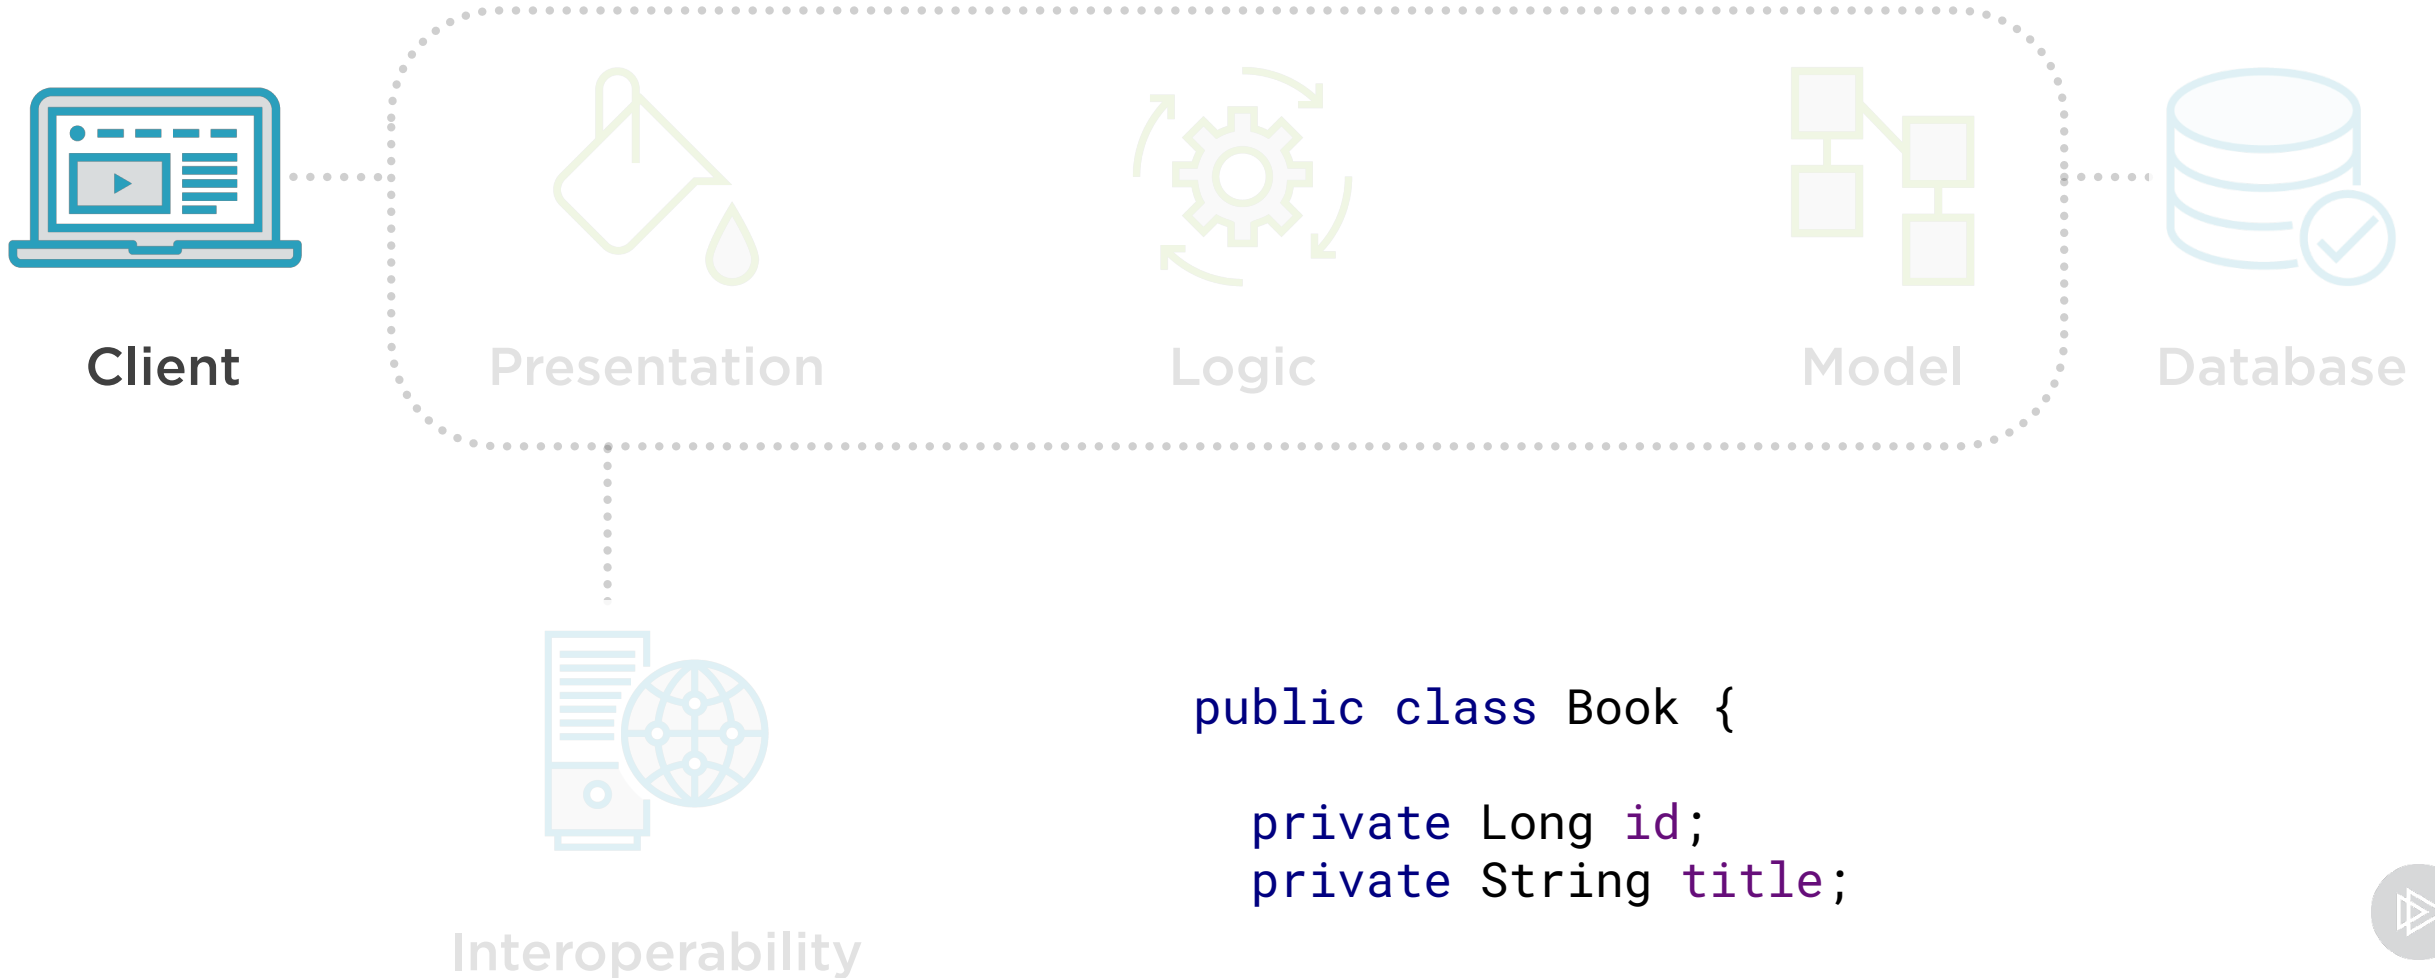 Client
Presentation
Logic
Model
Database
Interoperability
public class Book {
private Long id;
private String title;